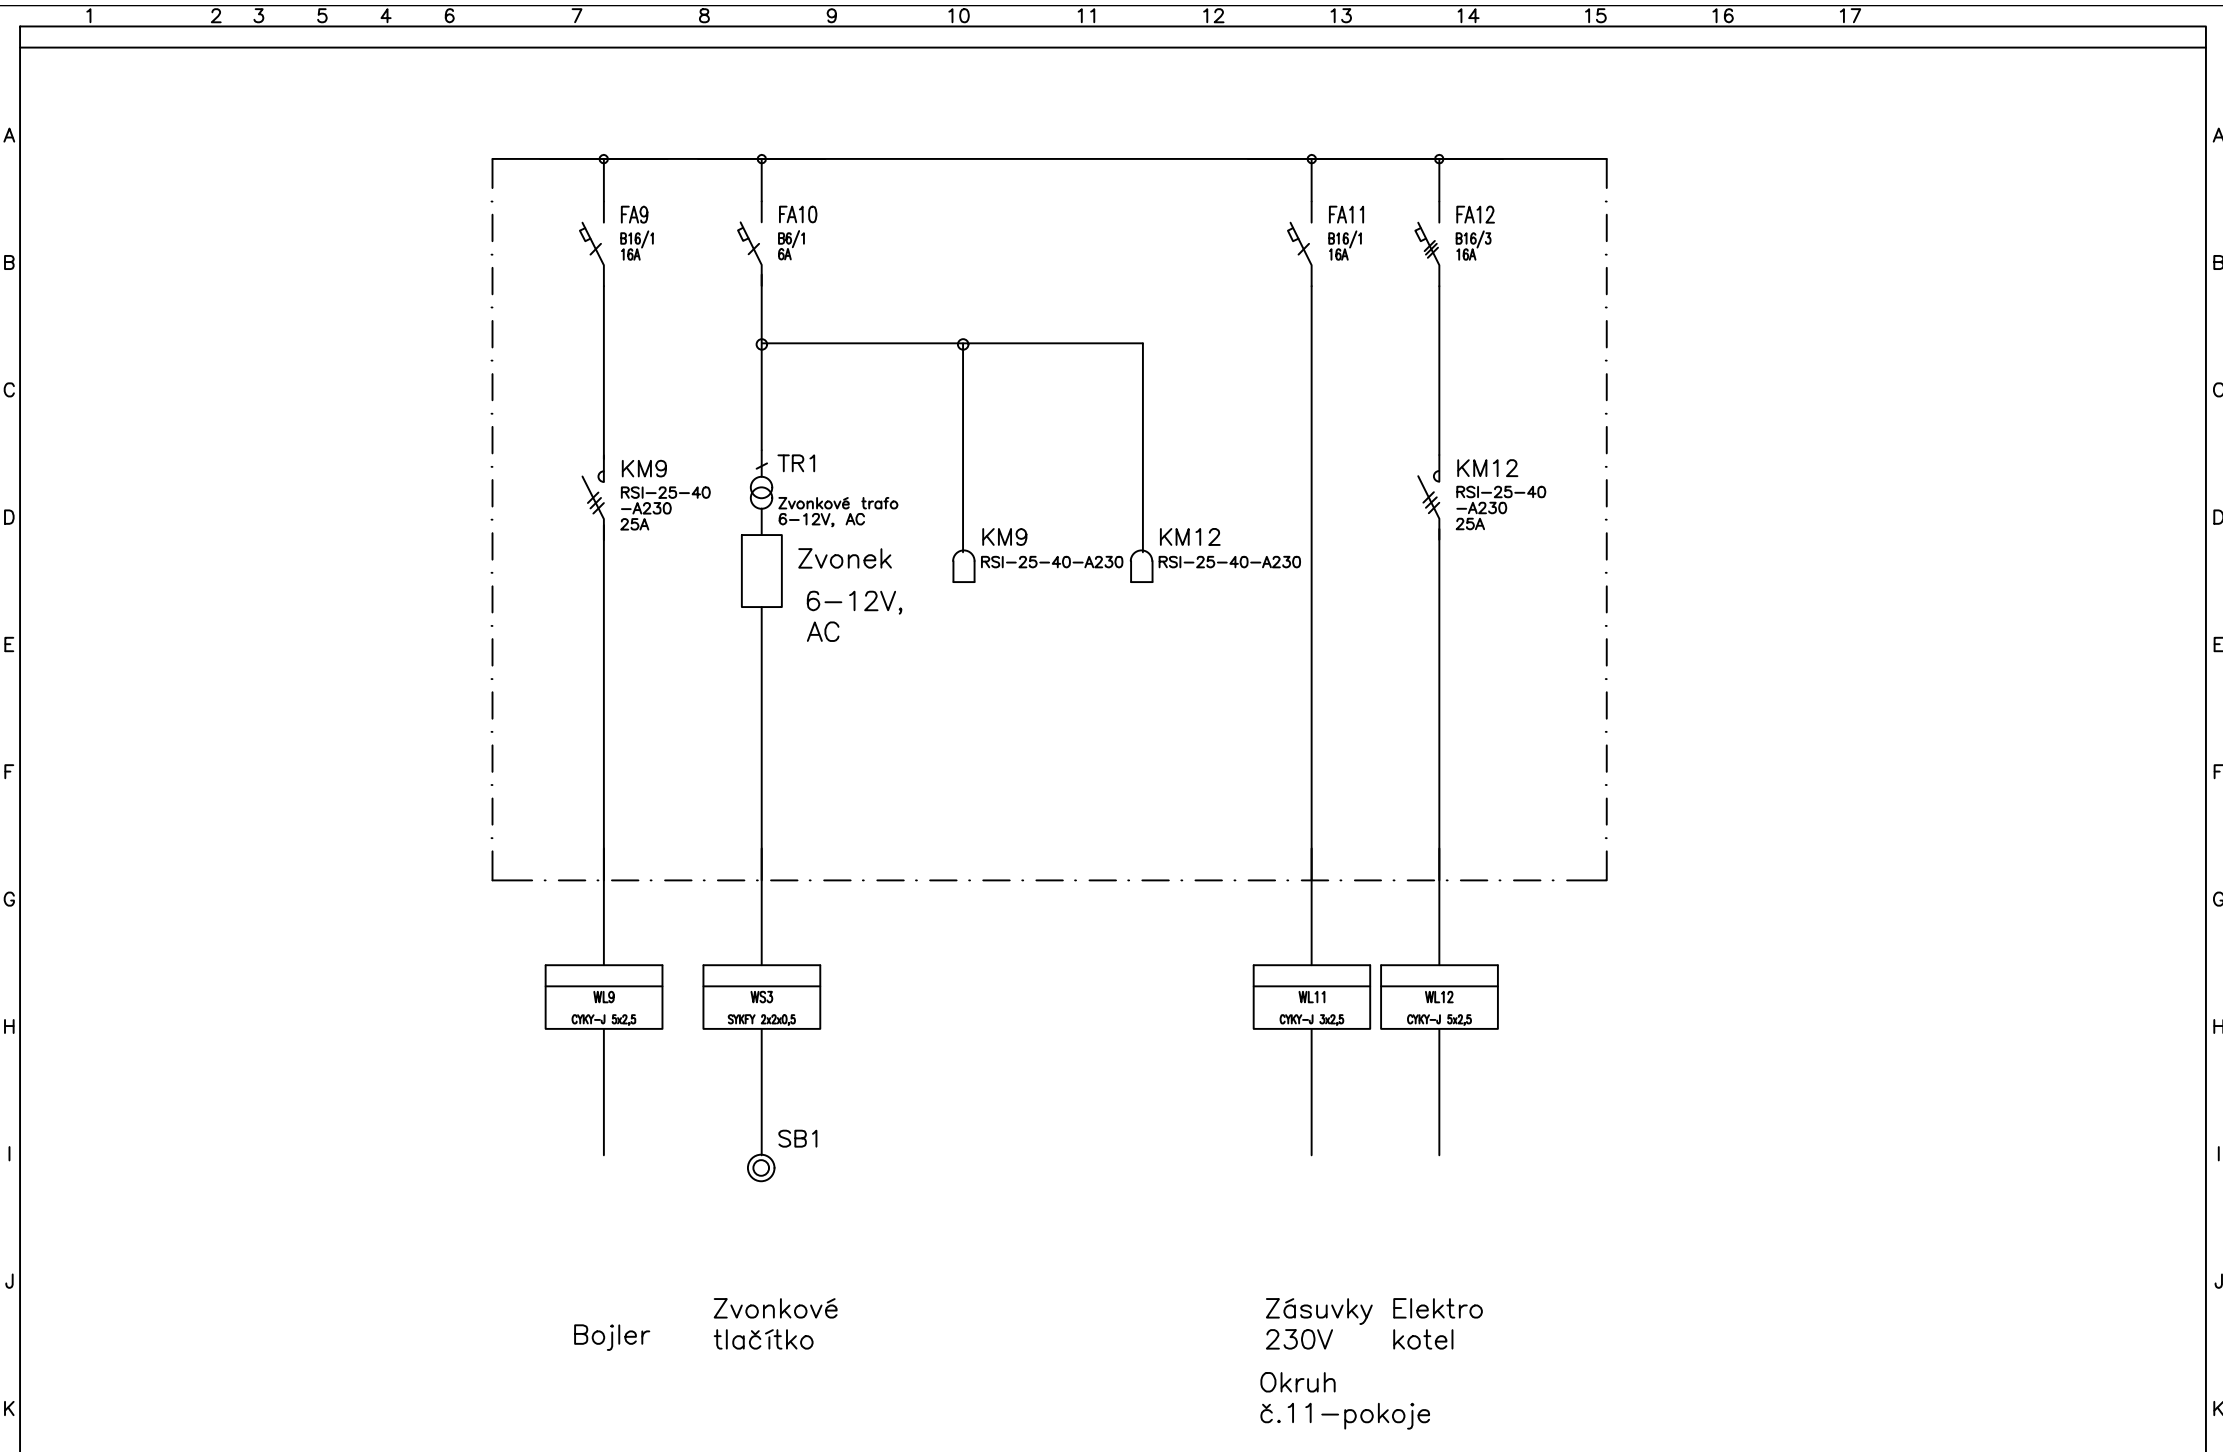 1 2 3 5 4 6 7 8 9 10 11 12 13 14 15 16 17
A A
FA9 FA10 FA11 FA12
B16/1 B6/1 B16/1 B16/3
16A 6A 16A 16A
B B
C C
KM9 TR1 KM12
RSI-25-40 RSI-25-40
-A230 Zvonkové trafo -A230
25A 6-12V, AC 25A
D D
KM9 KM12
Zvonek RSI-25-40-A230 RSI-25-40-A230
6-12V,
AC
E E
F F
G G
WL9 WS3 WL11 WL12
CYKY-J 5x2,5 SYKFY 2x2x0,5 CYKY-J 3x2,5 CYKY-J 5x2,5
H H
SB1
I I
J J
Zvonkové Zásuvky Elektro
Bojler tlačítko 230V kotel
Okruh
č.11-pokoje
K K